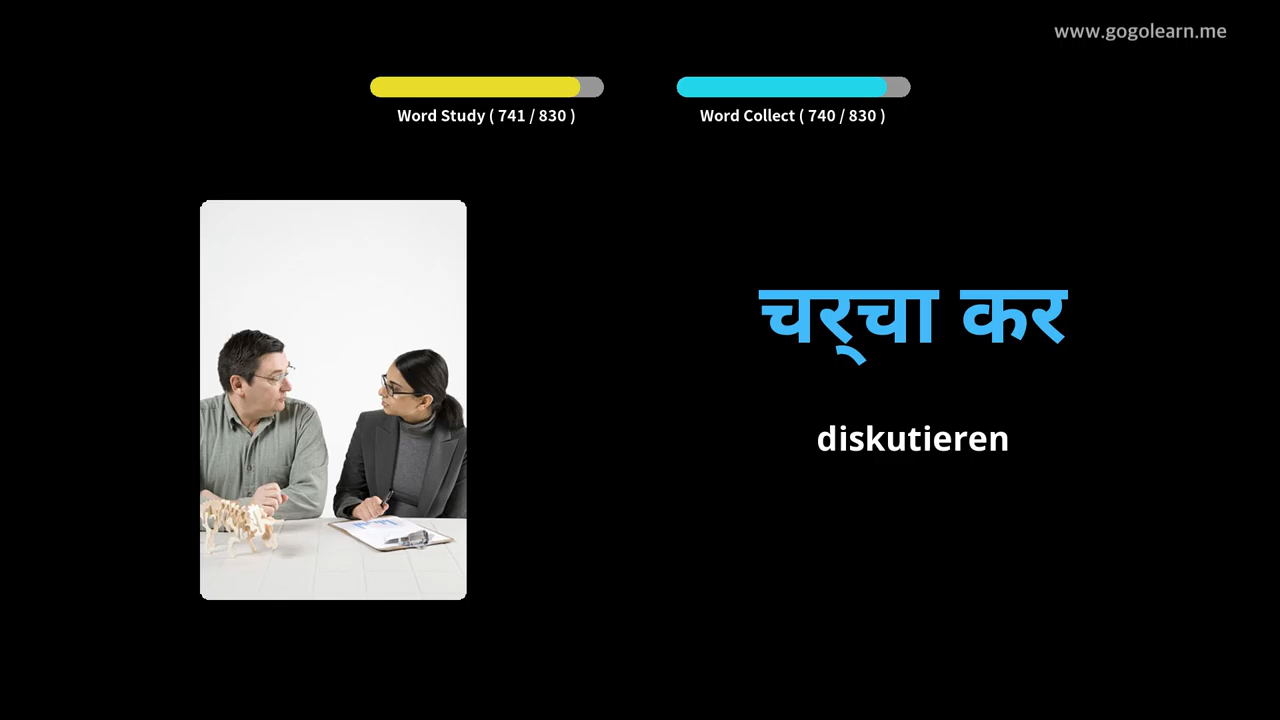 www.gogolearn.me
Word Study ( 741 / 830 )
Word Collect ( 740 / 830 )
चर्‌चा कर
diskutieren